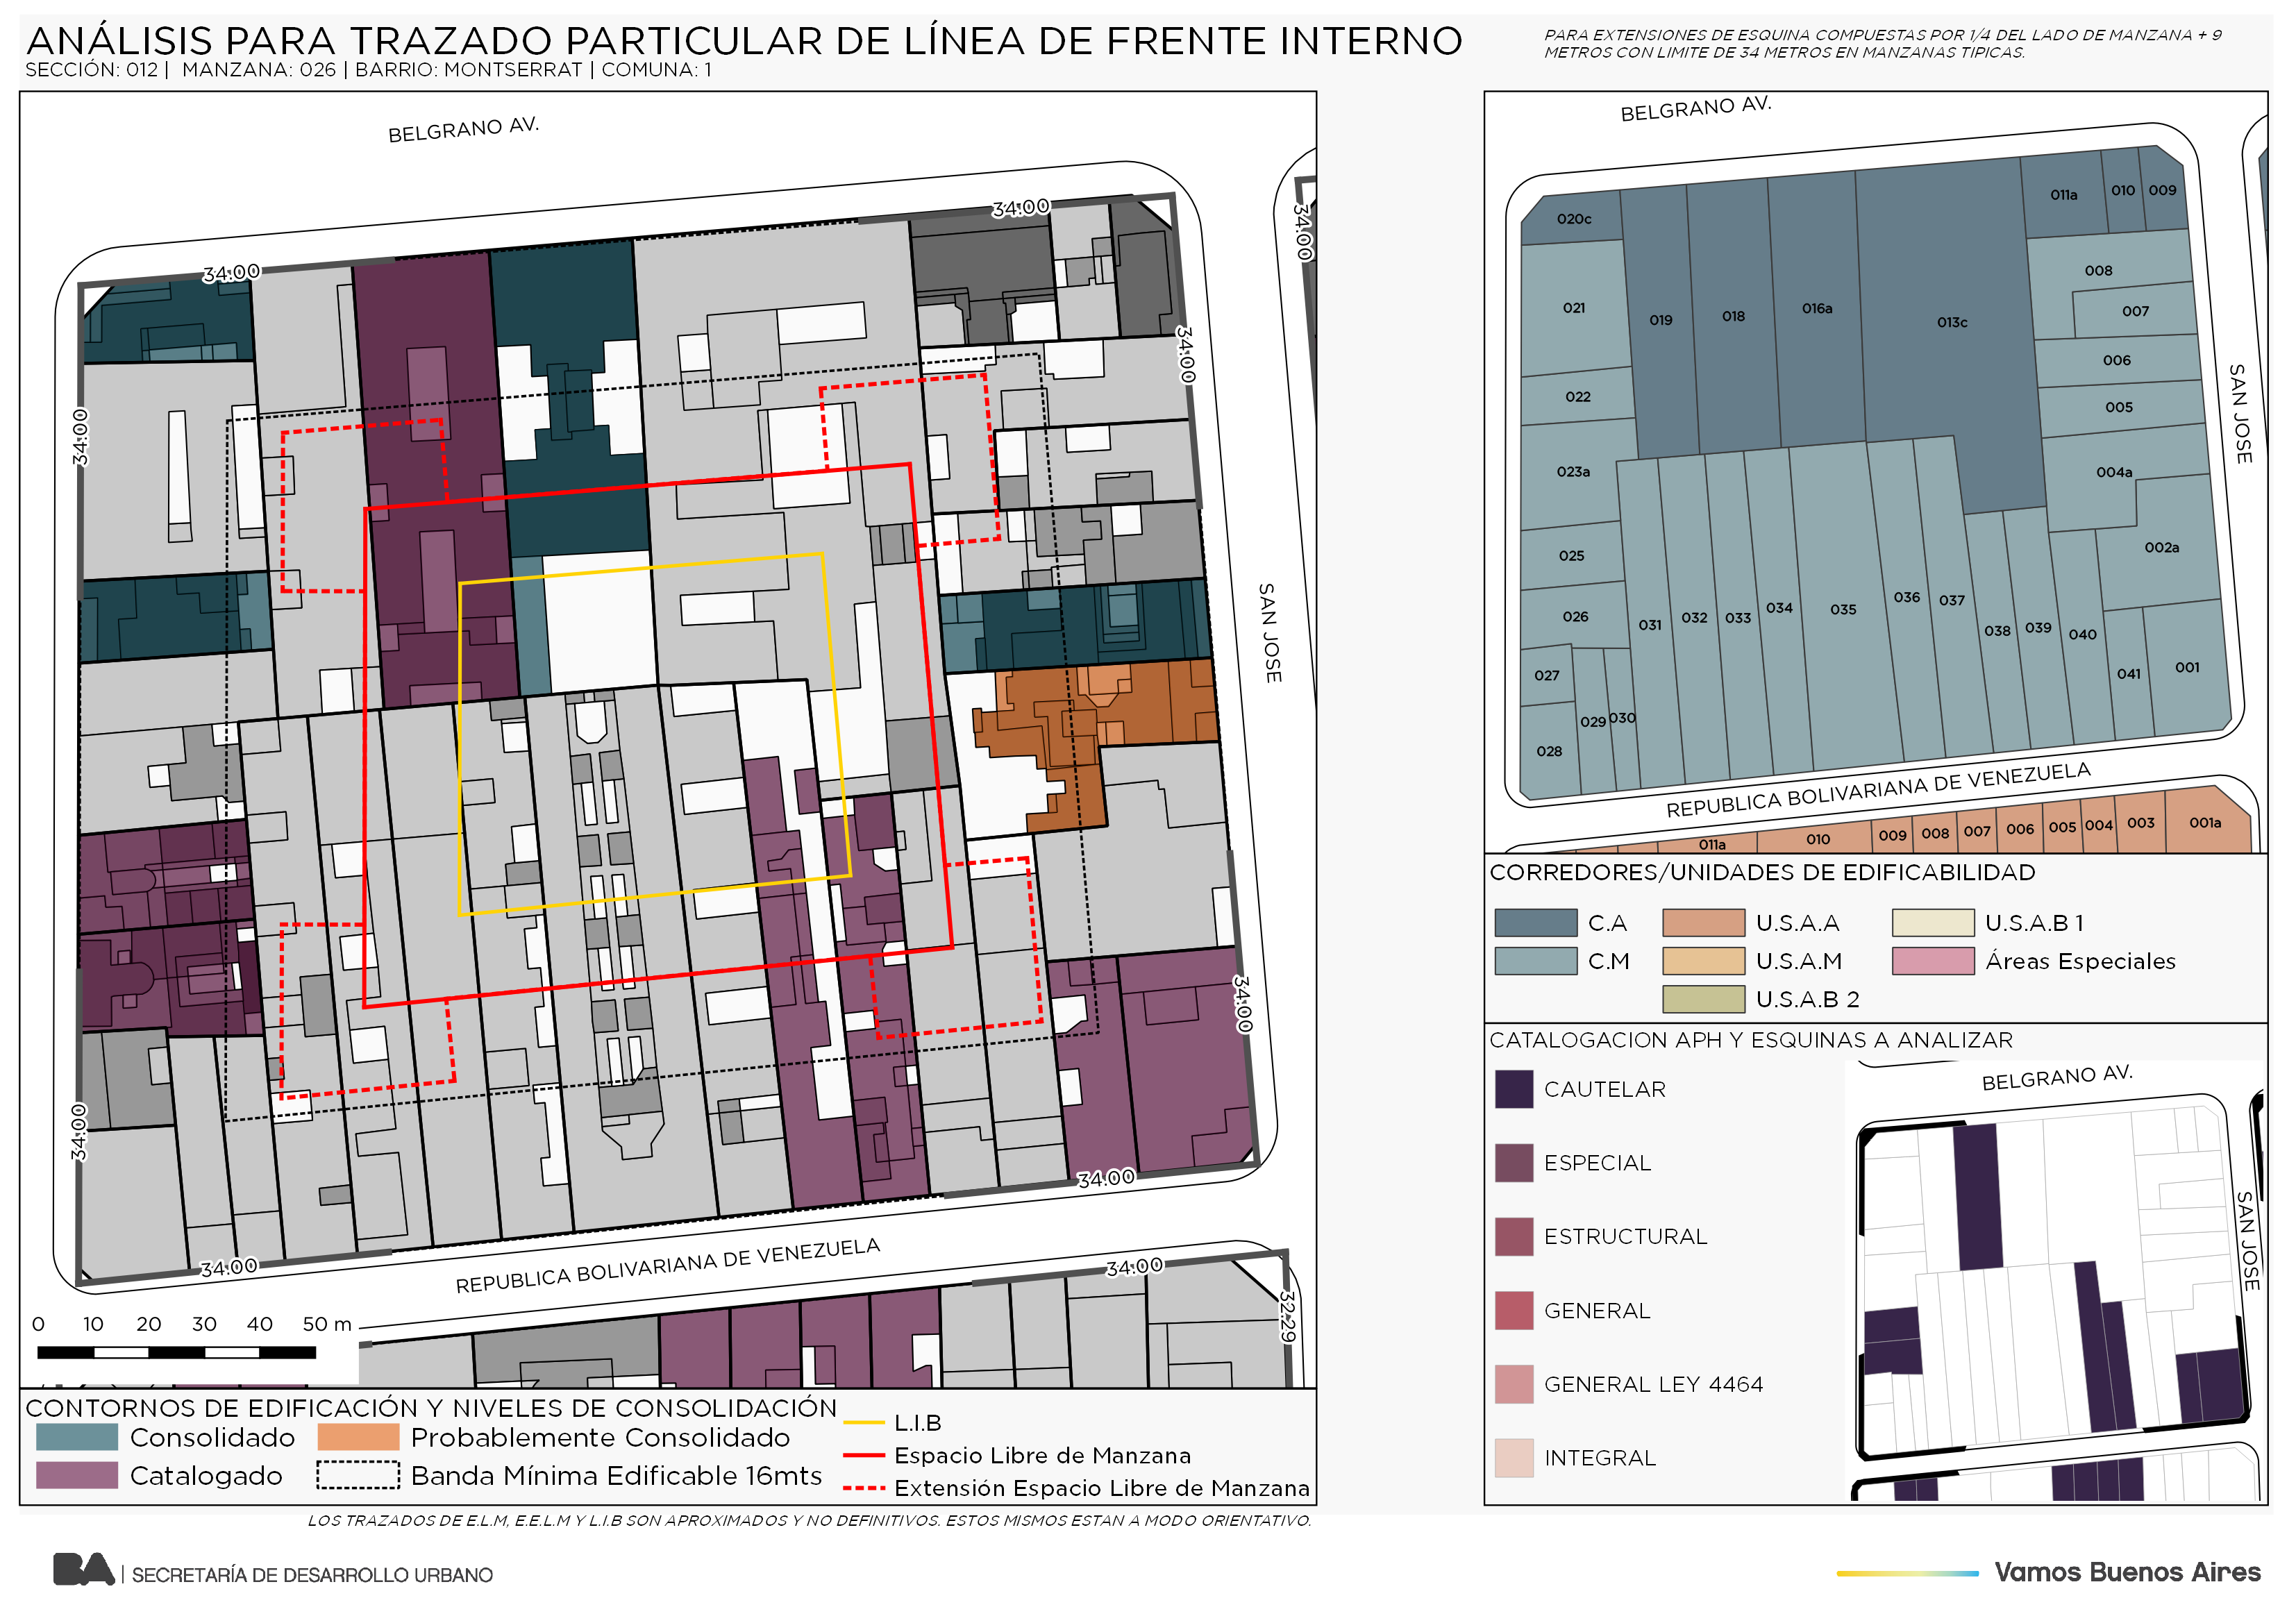 ANÁLISIS PARA TRAZADO PARTICULAR DE LÍNEA DE FRENTE INTERNO
SECCIÓN: 012 | MANZANA: 026 | BARRIO: MONTSERRAT | COMUNA: 1
PARA EXTENSIONES DE ESQUINA COMPUESTAS POR 1/4 DEL LADO DE MANZANA + 9
METROS CON LIMITE DE 34 METROS EN MANZANAS TIPICAS.
BELGRANO AV.
34.00
34.00
34.00
34.00
34.00
34.00
34.00
34.00
34.00
SAN JOSE
REPUBLICA BOLIVARIANA DE VENEZUELA
34.00
32.29
0 10 20 30 40 50 m
CONTORNOS DE EDIFICACIÓN Y NIVELES DE CONSOLIDACIÓN
Consolidado
Probablemente Consolidado
Catalogado
Banda Mínima Edificable 16mts
L.I.B
Espacio Libre de Manzana
Extensión Espacio Libre de Manzana
LOS TRAZADOS DE E.L.M, E.E.L.M Y L.I.B SON APROXIMADOS Y NO DEFINITIVOS. ESTOS MISMOS ESTAN A MODO ORIENTATIVO.
BELGRANO AV.
020c
011a
010
009
021
019
018
016a
013c
008
007
006
005
022
023a
004a
025
002a
026
031
032
033
034
035
036
037
038
039
040
041
001
027
028
029
030
SAN JOSE
REPUBLICA BOLIVARIANA DE VENEZUELA
011a
010
009
008
007
006
005
004
003
001a
CORREDORES/UNIDADES DE EDIFICABILIDAD
C.A
U.S.A.A
U.S.A.B 1
C.M
U.S.A.M
Áreas Especiales
U.S.A.B 2
CATALOGACION APH Y ESQUINAS A ANALIZAR
CAUTELAR
ESPECIAL
ESTRUCTURAL
GENERAL
GENERAL LEY 4464
INTEGRAL
BELGRANO AV.
SAN JOSE
BA | SECRETARÍA DE DESARROLLO URBANO
Vamos Buenos Aires